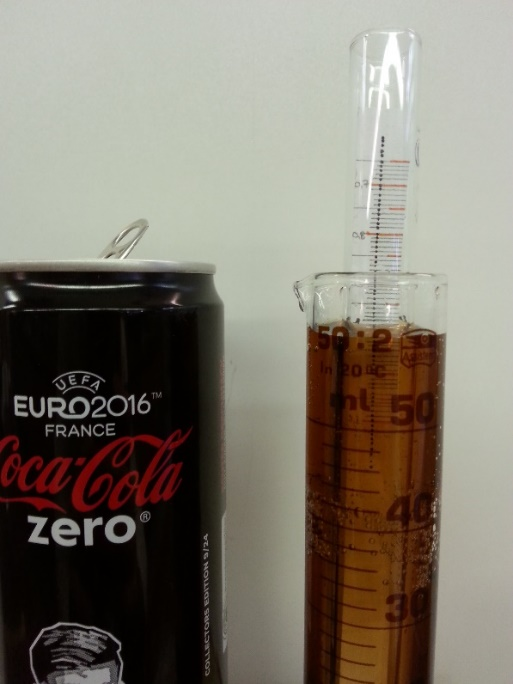 UEFA
EURO2016™
FRANCE
Coca-Cola
zero®
COLLECTORS EDITION 9/24
50:2
in 20°C
ml
50
40
30